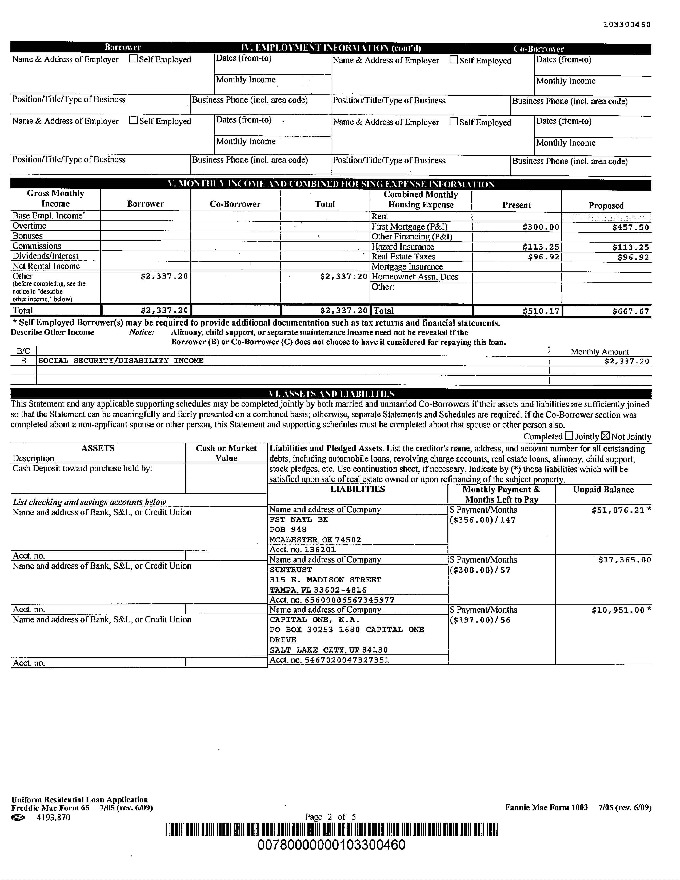 103300460
Borrower IV. EMPLOYMENT INFORMATION (cont'd) Co-Borrower
Name & Address of Employer Self Employed Dates (from-to) Name & Address of Employer Self Employed Dates (from-to)
Monthly Income Monthly Income
Position/Title/Type of Business Business Phone (incl. area code) Position/Title/Type of Business Business Phone (incl. area code)
Name & Address of Employer Self Employed Dates (from-to) Name & Address of Employer Self Employed Dates (from-to)
Monthly Income Monthly Income
Position/Title/Type of Business Business Phone (incl. area code) Position/Title/Type of Business Business Phone (incl. area code)
V. MONTHLY INCOME AND COMBINED HOUSING EXPENSE INFORMATION
Gross Monthly Income Borrower Co-Borrower Total Combined Monthly Housing Expense Present Proposed
Base Empl. Income* Rent
Overtime First Mortgage (P&I) $300.00 $457.50
Bonuses Other Financing (P&I)
Commissions Hazard Insurance $113.25 $113.25
Dividends/Interest Real Estate Taxes $96.92 $96.92
Net Rental Income Mortgage Insurance
Other $2,337.20 $2,337.20 Homeowner Assn. Dues
(before completing, see the notice in "describe other income," below) Other:
Total $2,337.20 $2,337.20 Total $510.17 $667.67
* Self Employed Borrower(s) may be required to provide additional documentation such as tax returns and financial statements.
Describe Other Income Notice: Alimony, child support, or separate maintenance income need not be revealed if the
Borrower (B) or Co-Borrower (C) does not choose to have it considered for repaying this loan.
B/C Monthly Amount
B SOCIAL SECURITY/DISABILITY INCOME $2,337.20
VI. ASSETS AND LIABILITIES
This Statement and any applicable supporting schedules may be completed jointly by both married and unmarried Co-Borrowers if their assets and liabilities are sufficiently joined
so that the Statement can be meaningfully and fairly presented on a combined basis; otherwise, separate Statements and Schedules are required. If the Co-Borrower section was
completed about a non-applicant spouse or other person, this Statement and supporting schedules must be completed about that spouse or other person also.
Completed Jointly Not Jointly
ASSETS Cash or Market Value
Description
Cash Deposit toward purchase held by:
Liabilities and Pledged Assets. List the creditor's name, address, and account number for all outstanding
debts, including automobile loans, revolving charge accounts, real estate loans, alimony, child support,
stock pledges, etc. Use continuation sheet, if necessary. Indicate by (*) those liabilities which will be
satisfied upon sale of real estate owned or upon refinancing of the subject property.
LIABILITIES Monthly Payment & Months Left to Pay Unpaid Balance
List checking and savings accounts below
Name and address of Bank, S&L, or Credit Union
Name and address of Company $ Payment/Months $51,076.21*
FST NATL BK ($356.00)/147
POB 948
MCALESTER OK 74502
Acct. no. Acct. no. 136201
Name and address of Bank, S&L, or Credit Union
Name and address of Company $ Payment/Months $17,365.00
SUNTRUST ($308.00)/57
315 E. MADISON STREET
TAMPA, FL 33602-4816
Acct. no. Acct. no. 65600005567345977
Name and address of Bank, S&L, or Credit Union
Name and address of Company $ Payment/Months $10,951.00*
CAPITAL ONE, N.A. ($197.00)/56
PO BOX 30253 1680 CAPITAL ONE
DRIVE
SALT LAKE CITY, UT 84130
Acct. no. Acct. no. 5467020047327351
Uniform Residential Loan Application
Freddie Mac Form 65 7/05 (rev. 6/09) Fannie Mae Form 1003 7/05 (rev. 6/09)
4193.870 Page 2 of 5
00780000000103300460